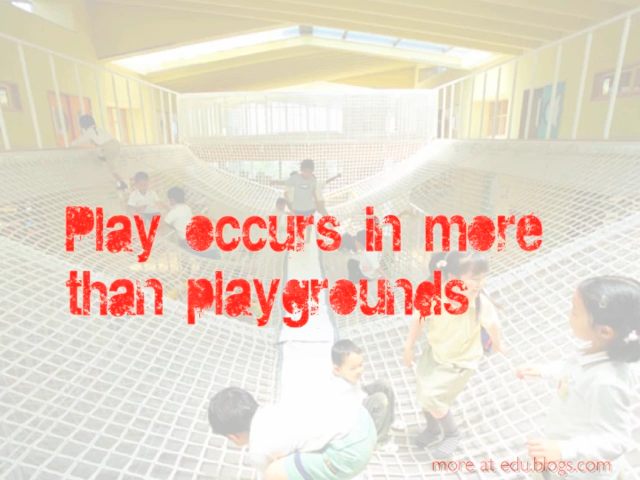 Play occurs in more
than playgrounds
more at edu.blogs.com